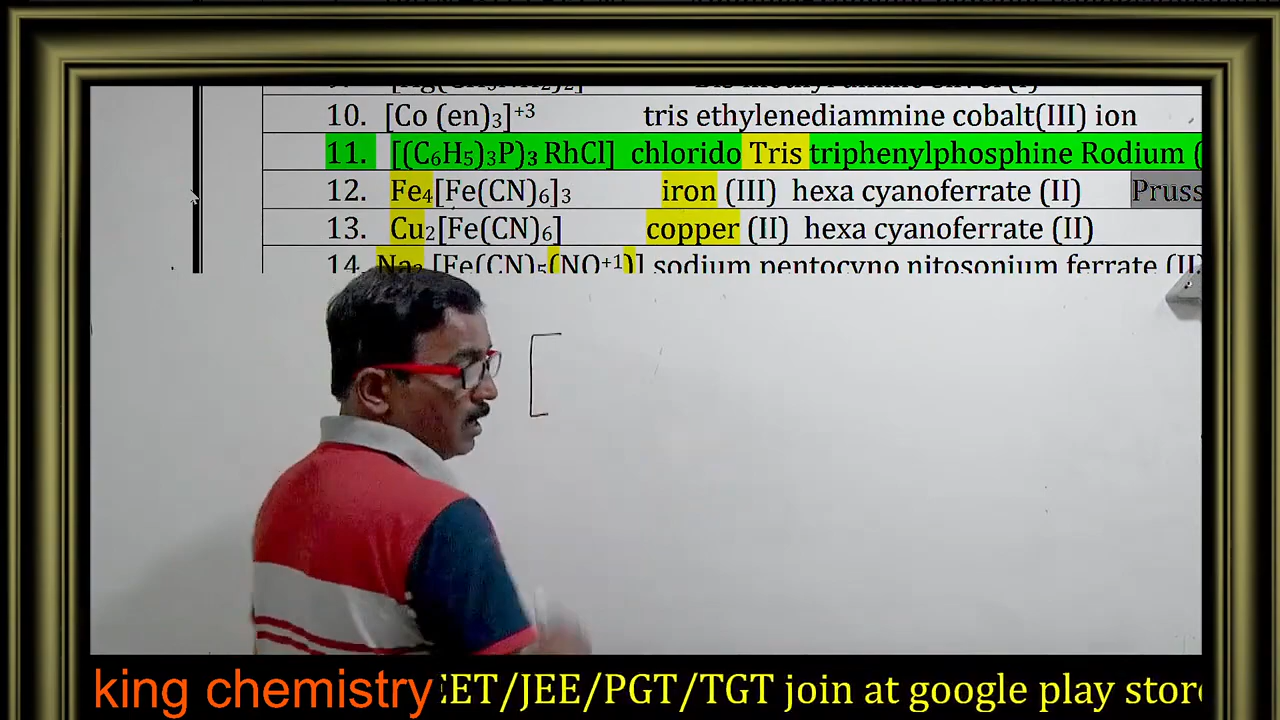 10. [Co (en)₃]⁺³ tris ethylenediammine cobalt(III) ion
11. [(C₆H₅)₃P)₃ RhCl] chlorido Tris triphenylphosphine Rodium (
12. Fe₄[Fe(CN)₆]₃ iron (III) hexa cyanoferrate (II) Pruss
13. Cu₂[Fe(CN)₆] copper (II) hexa cyanoferrate (II)
14. Na₂ [Fe(CN)₅(NO⁺¹)] sodium pentocyno nitosonium ferrate (II)
[
king chemistry EET/JEE/PGT/TGT join at google play store